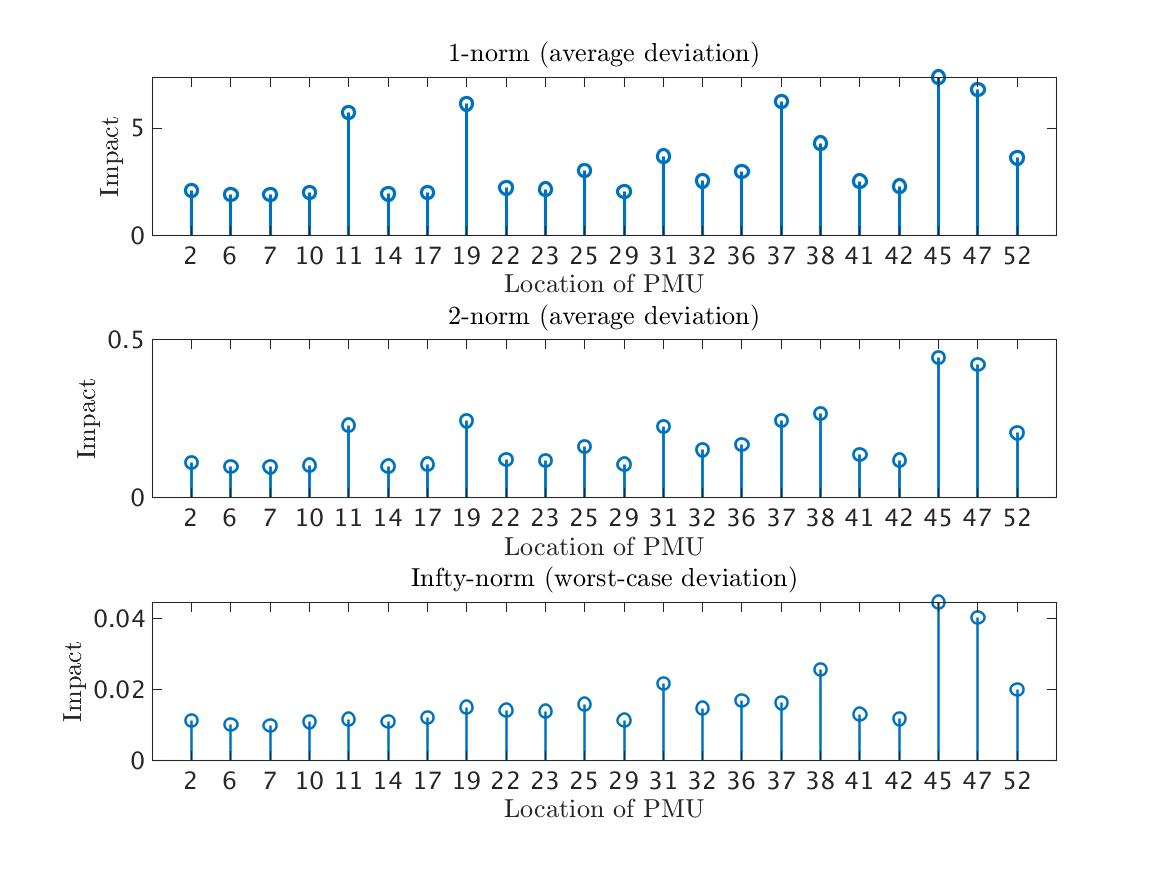 1-norm (average deviation)
5
0
Impact
2 6 7 10 11 14 17 19 22 23 25 29 31 32 36 37 38 41 42 45 47 52
Location of PMU
2-norm (average deviation)
0.5
0
Impact
2 6 7 10 11 14 17 19 22 23 25 29 31 32 36 37 38 41 42 45 47 52
Location of PMU
Infty-norm (worst-case deviation)
0.04
0.02
0
Impact
2 6 7 10 11 14 17 19 22 23 25 29 31 32 36 37 38 41 42 45 47 52
Location of PMU